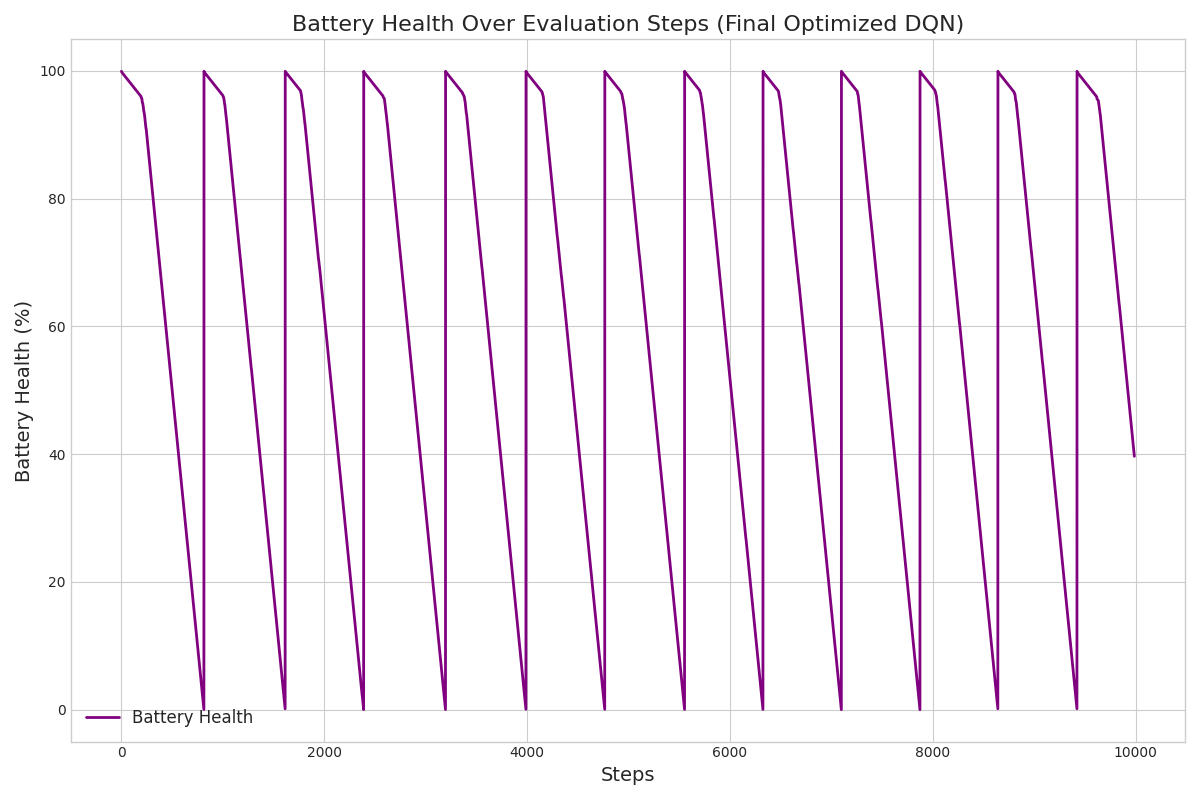 Battery Health Over Evaluation Steps (Final Optimized DQN)
Battery Health (%)
100
80
60
40
20
0
Battery Health
0 2000 4000 6000 8000 10000
Steps